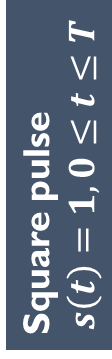 Square pulse
s(t) = 1, 0 ≤ t ≤ T